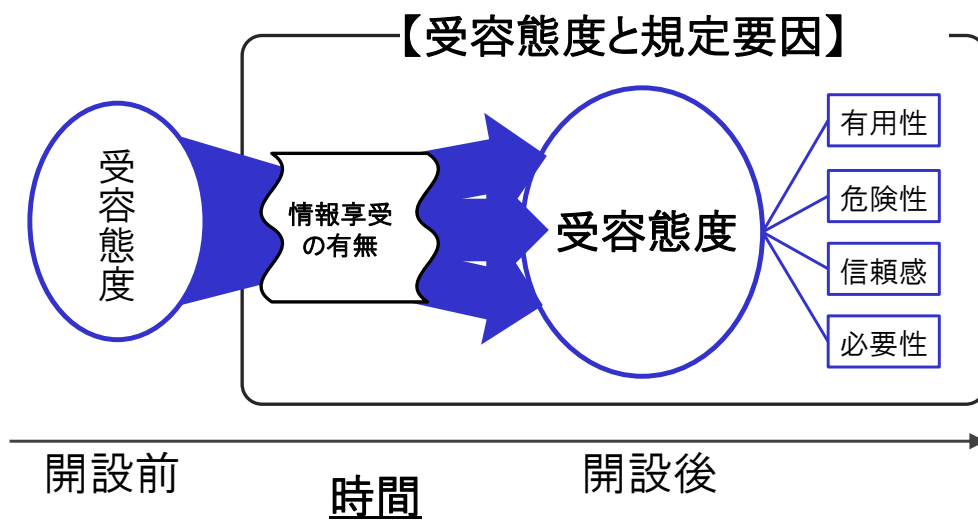 【受容態度と規定要因】
受容態度
情報享受
の有無
受容態度
有用性
危険性
信頼感
必要性
開設前
時間
開設後